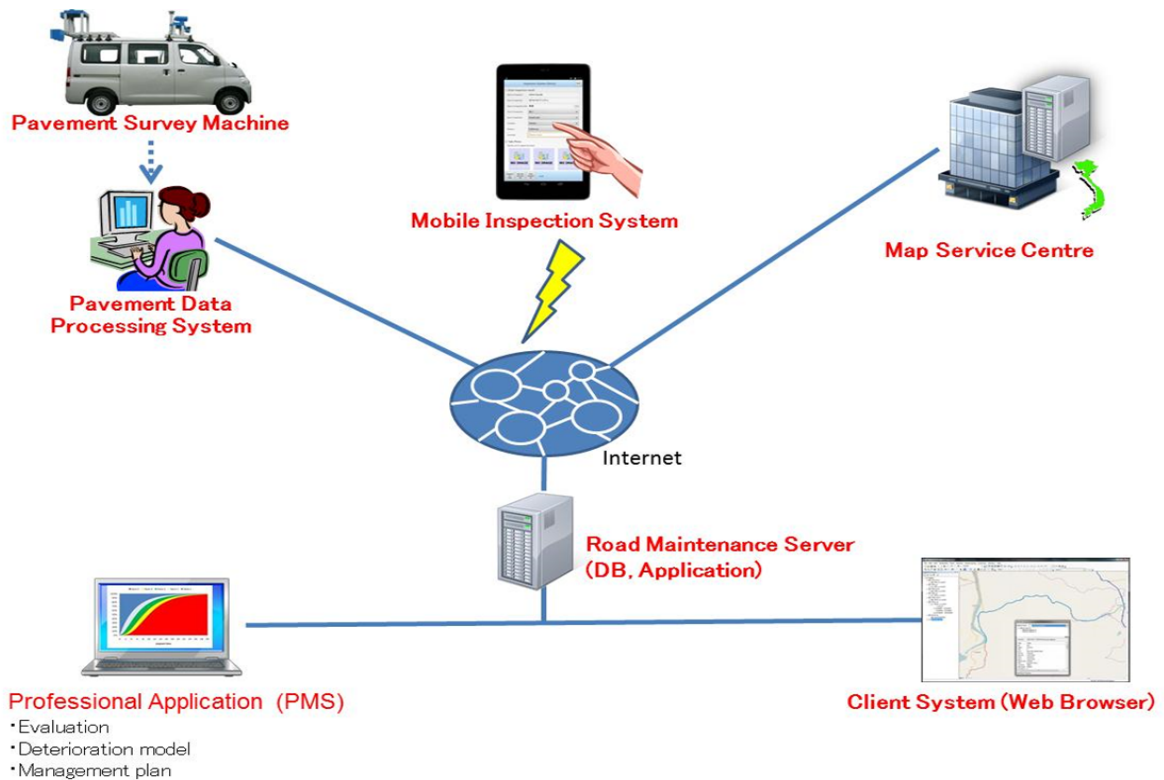 Pavement Survey Machine
Mobile Inspection System
Map Service Centre
Pavement Data
Processing System
Internet
Road Maintenance Server
(DB, Application)
Professional Application (PMS)
・Evaluation
・Deterioration model
・Management plan
Client System (Web Browser)